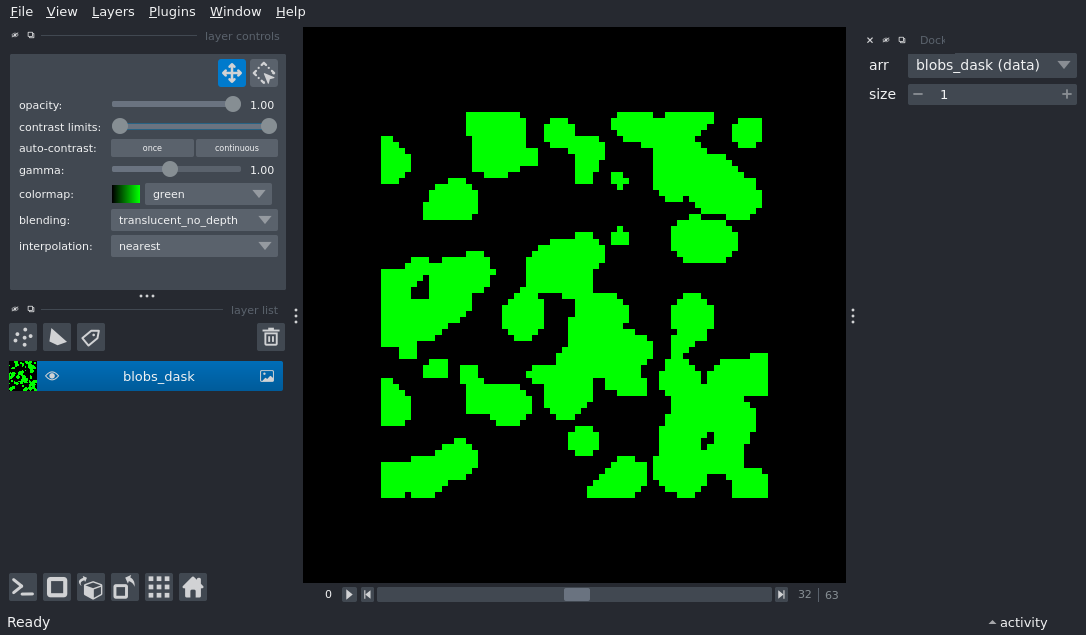 File View Layers Plugins Window Help
layer controls
opacity: 1.00
contrast limits:
auto-contrast: once continuous
gamma: 1.00
colormap: green
blending: translucent_no_depth
interpolation: nearest
layer list
blobs_dask
0 32 63
Ready
Dock
arr blobs_dask (data)
size 1
activity